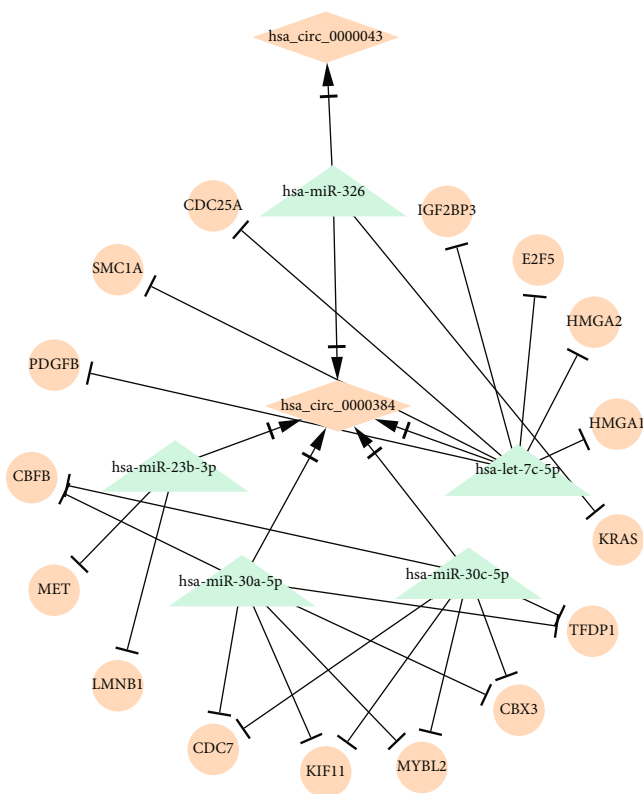 hsa_circ_0000043
hsa-miR-326
CDC25A
IGF2BP3
E2F5
SMC1A
HMGA2
PDGFB
hsa_circ_0000384
HMGA1
hsa-miR-23b-3p
hsa-let-7c-5p
CBFB
KRAS
hsa-miR-30a-5p
hsa-miR-30c-5p
MET
TFDP1
LMNB1
CBX3
CDC7
KIF11
MYBL2